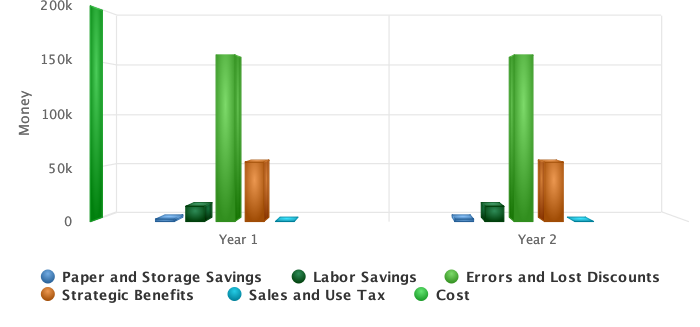 200k
150k
100k
50k
0
Money
Year 1 Year 2
Paper and Storage Savings Labor Savings Errors and Lost Discounts
Strategic Benefits Sales and Use Tax Cost